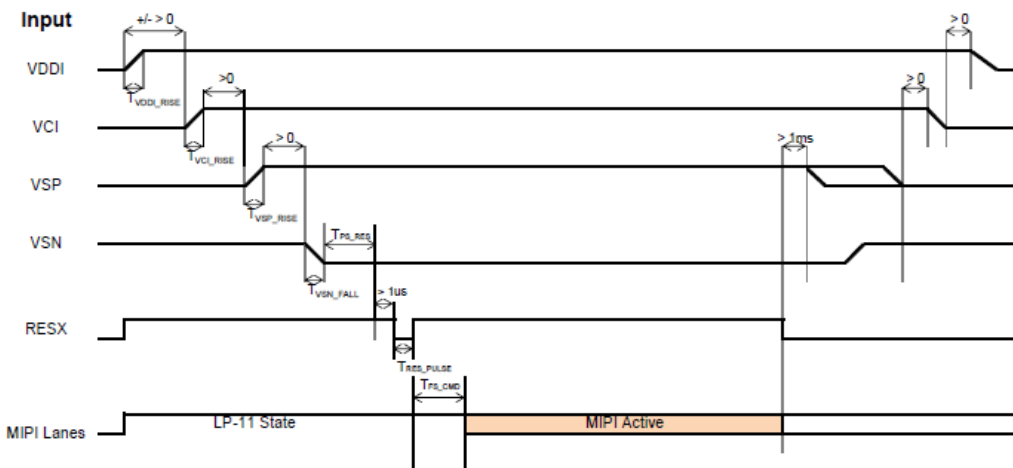 Input
+/- > 0
> 0
VDDI
TVDDI_RISE
>0
> 0
VCI
TVCI_RISE
> 0
> 1ms
VSP
TVSP_RISE
VSN
TPS_RES
TVSN_FALL
> 1us
RESX
TRES_PULSE
TFS_CMD
MIPI Lanes
LP-11 State
MIPI Active